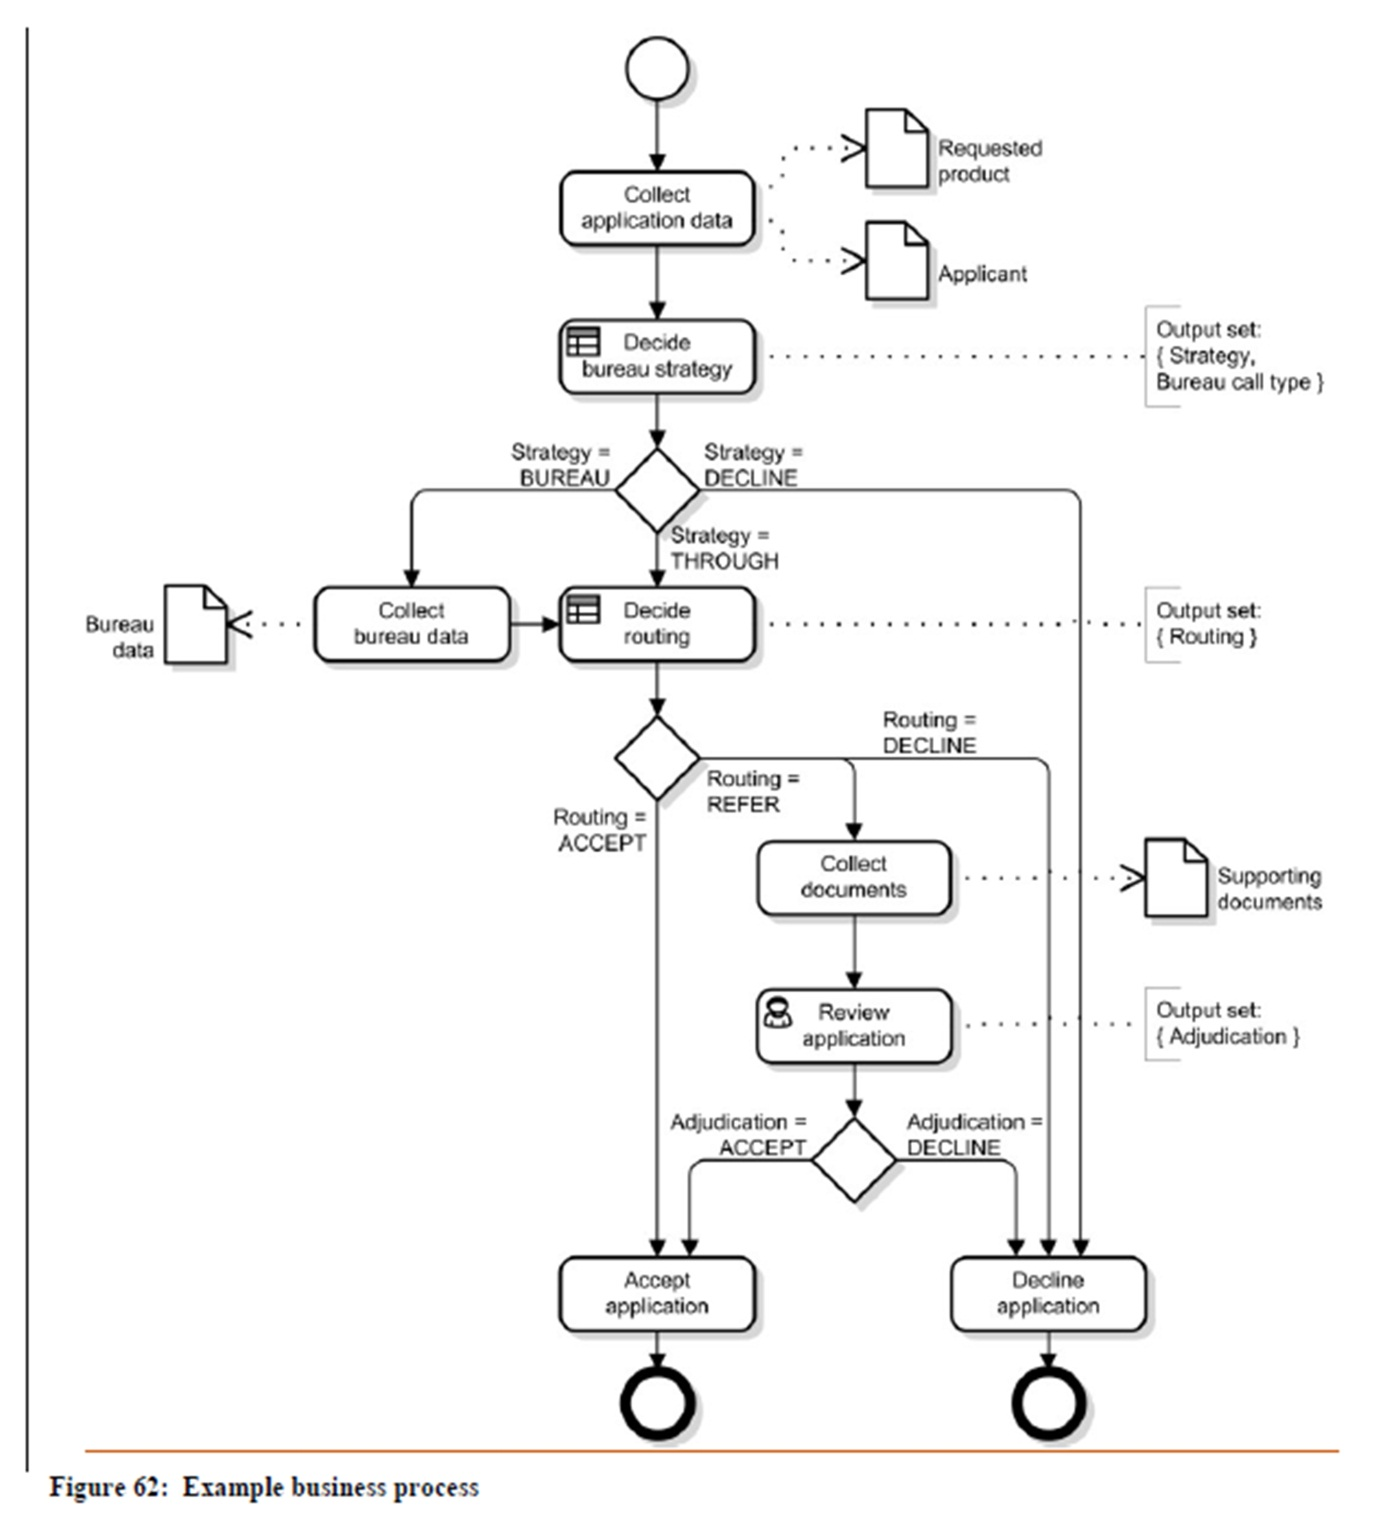 Requested
product
Collect
application data
Applicant
Output set:
{ Strategy,
Bureau call type }
Decide
bureau strategy
Strategy =
BUREAU
Strategy =
DECLINE
Strategy =
THROUGH
Bureau
data
Collect
bureau data
Decide
routing
Output set:
{ Routing }
Routing =
DECLINE
Routing =
REFER
Routing =
ACCEPT
Collect
documents
Supporting
documents
Review
application
Output set:
{ Adjudication }
Adjudication =
ACCEPT
Adjudication =
DECLINE
Accept
application
Decline
application
Figure 62: Example business process